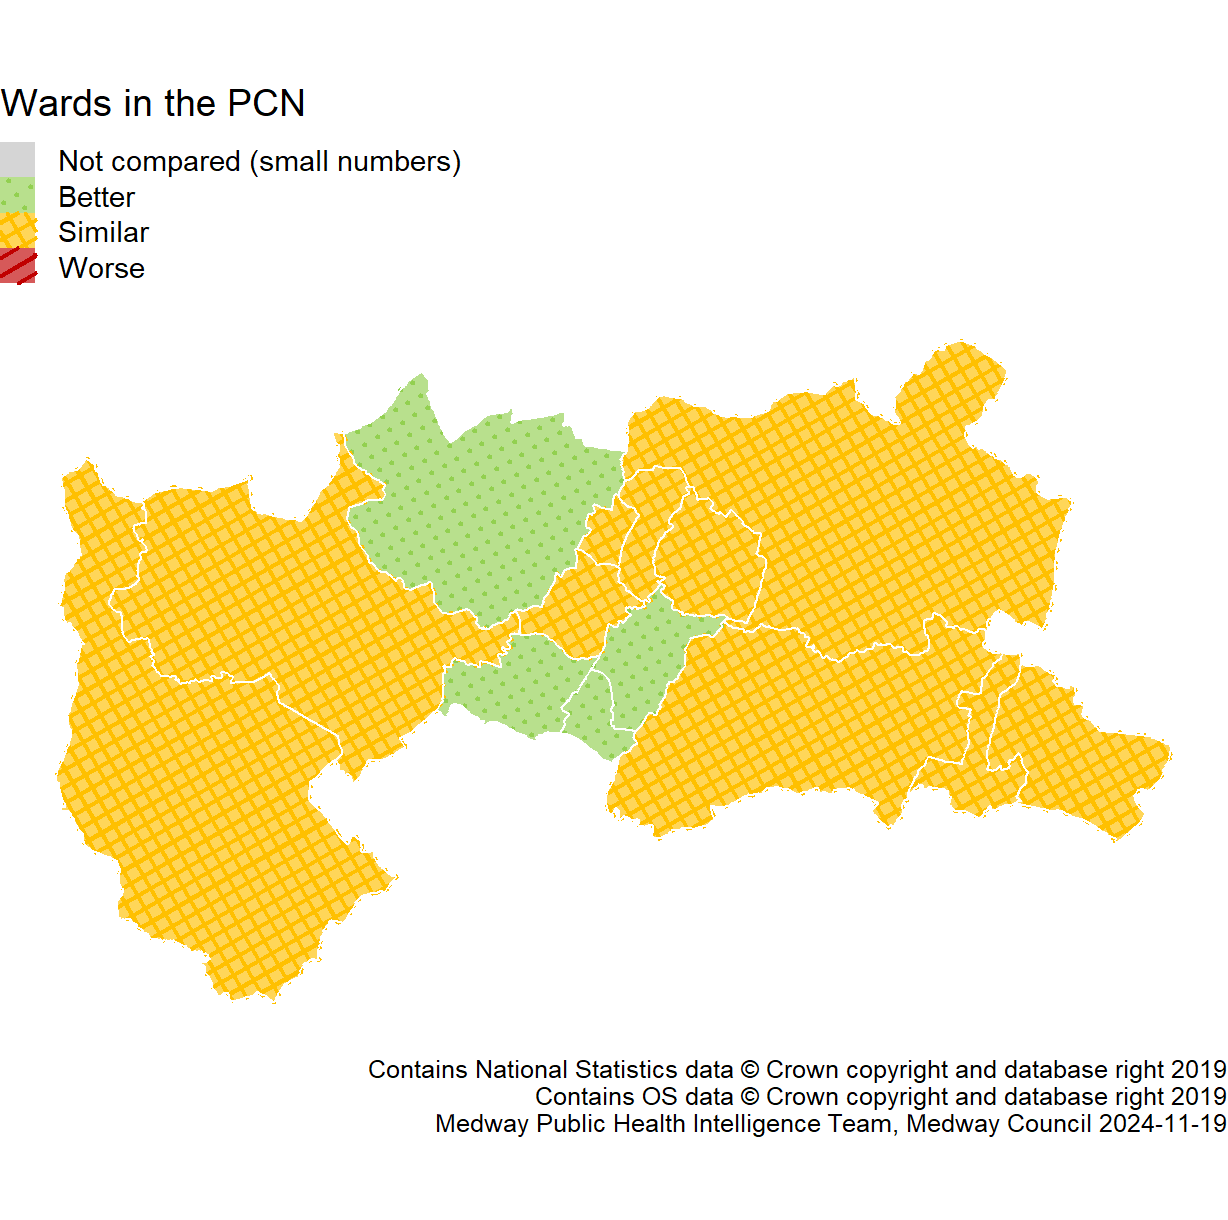 Wards in the PCN
Not compared (small numbers)
Better
Similar
Worse
Contains National Statistics data © Crown copyright and database right 2019
Contains OS data © Crown copyright and database right 2019
Medway Public Health Intelligence Team, Medway Council 2024-11-19